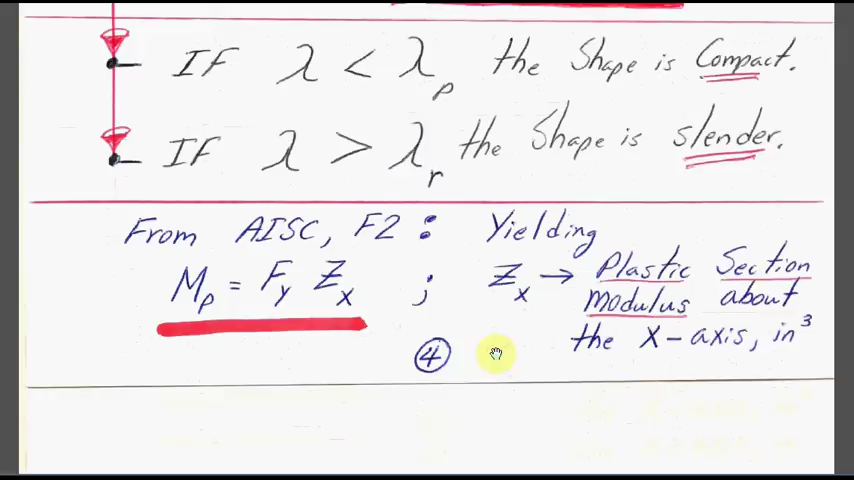 IF λ < λp the Shape is Compact.
IF λ > λr the Shape is slender.
From AISC, F2 : Yielding
Mp = Fy Zx ; Zx → Plastic Section
modulus about
the X-axis, in³
4